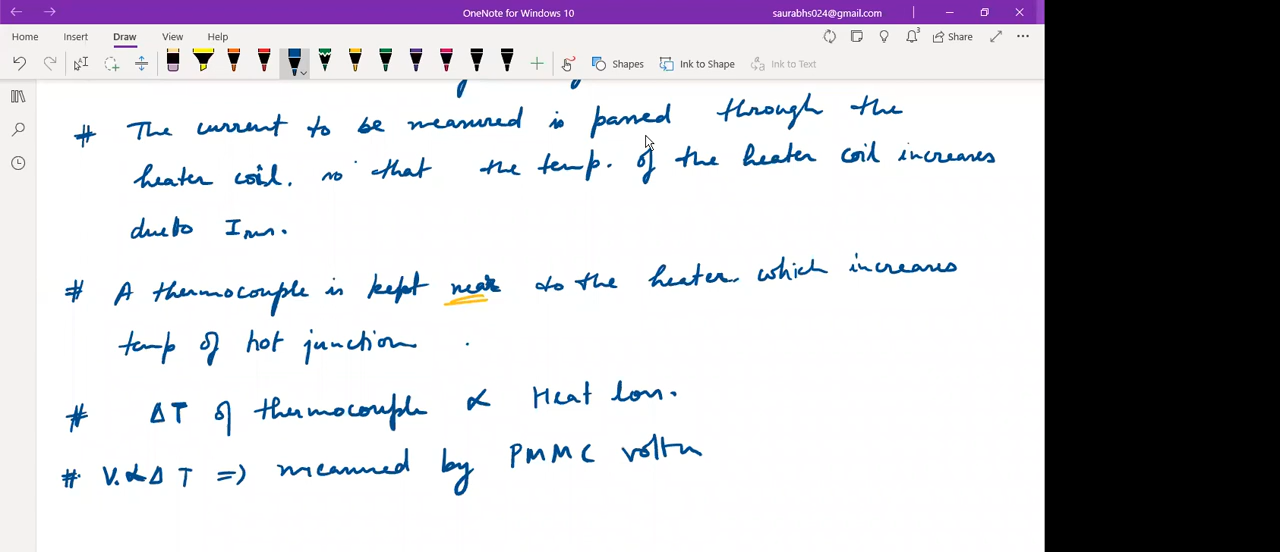 OneNote for Windows 10
saurabhs024@gmail.com
Home Insert Draw View Help
Share
Shapes Ink to Shape Ink to Text
# The current to be measured is passed through the
heater coil. so that the temp. of the heater coil increases
due to Irms.
# A thermocouple is kept near to the heater. which increases
temp of hot junction.
# ΔT of thermocouple ∝ Heat loss.
# V. ∝ ΔT => measured by PMMC voltm